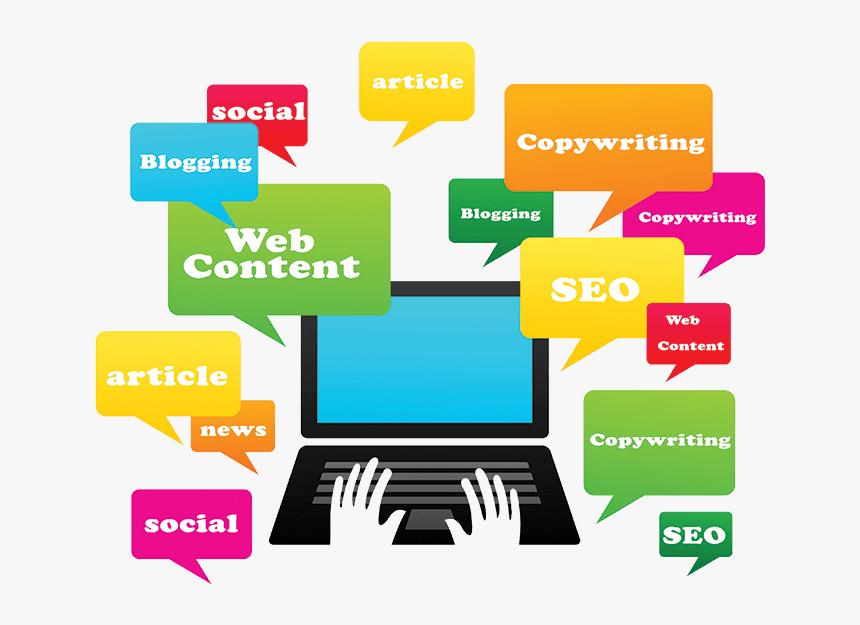 article
social
Copywriting
Blogging
Blogging
Copywriting
Web
Content
SEO
Web
Content
article
news
Copywriting
social
SEO